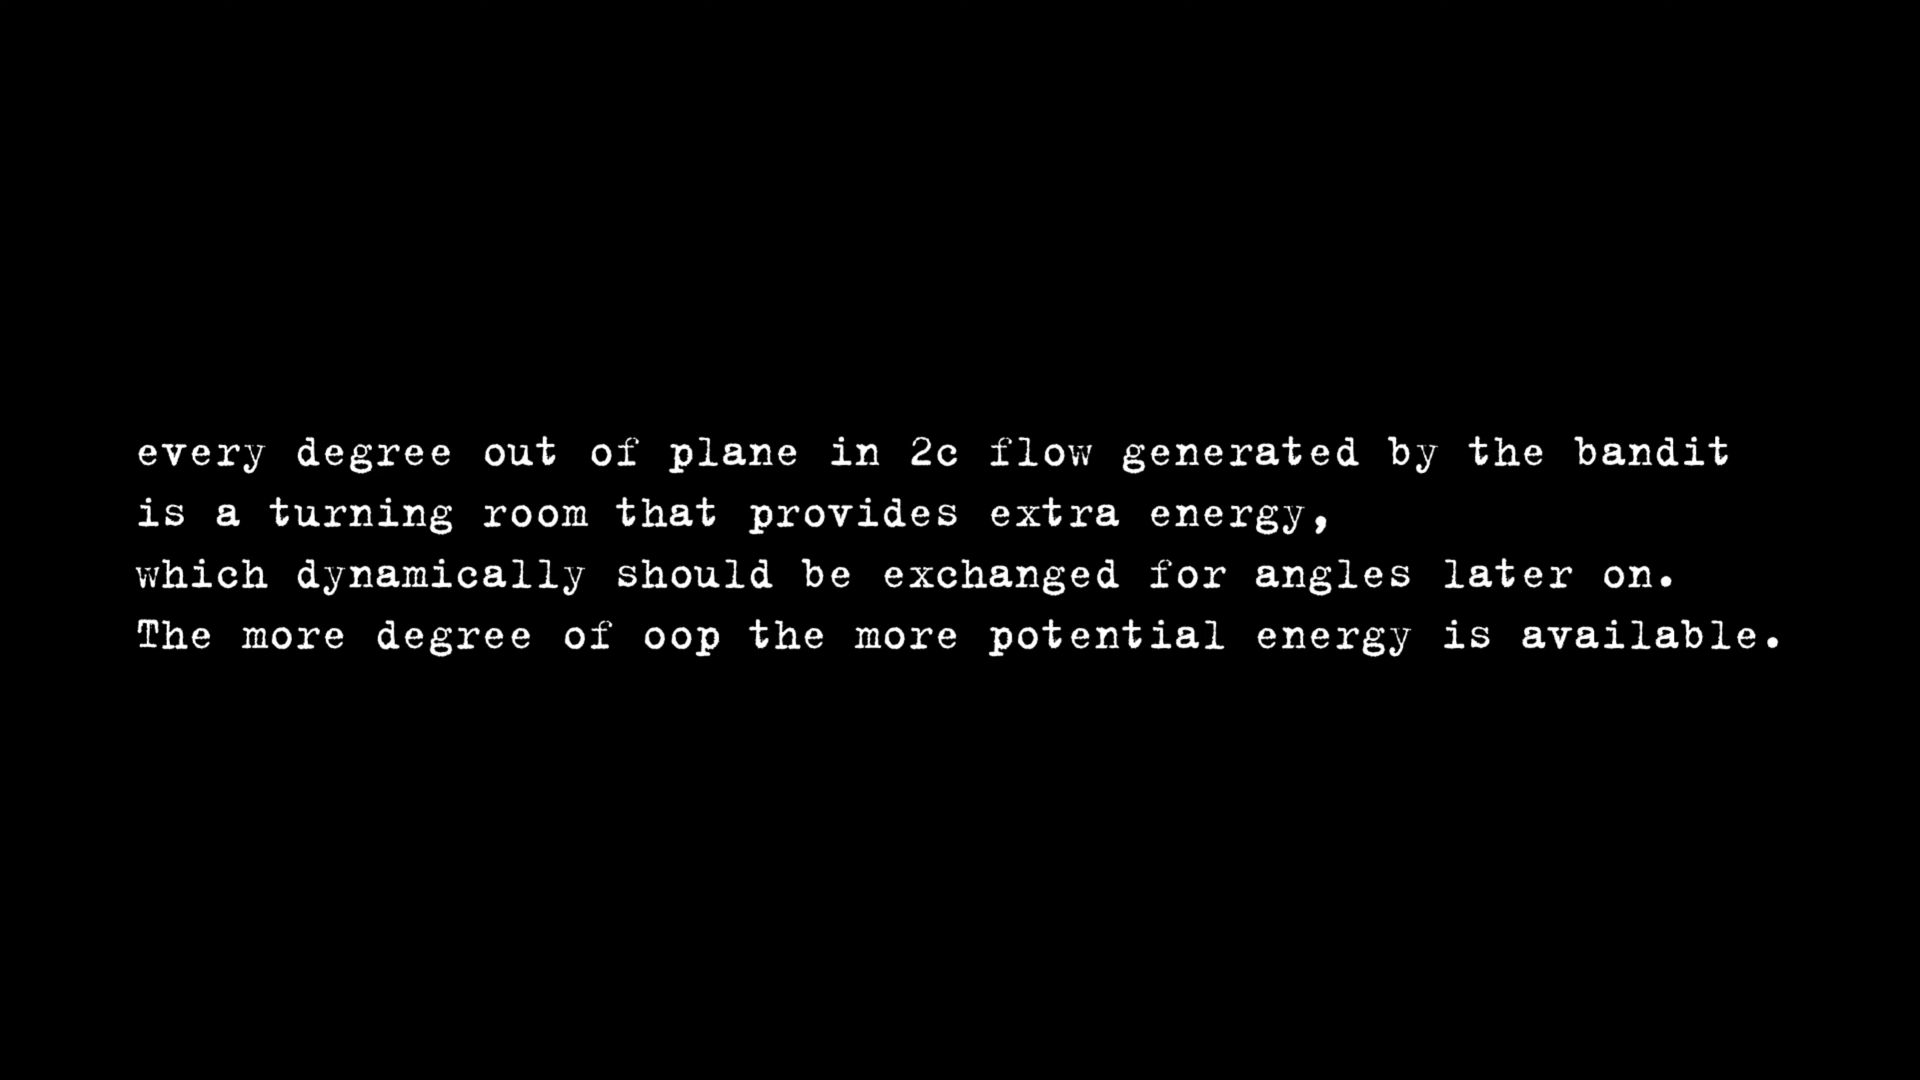 every degree out of plane in 2c flow generated by the bandit
is a turning room that provides extra energy,
which dynamically should be exchanged for angles later on.
The more degree of oop the more potential energy is available.